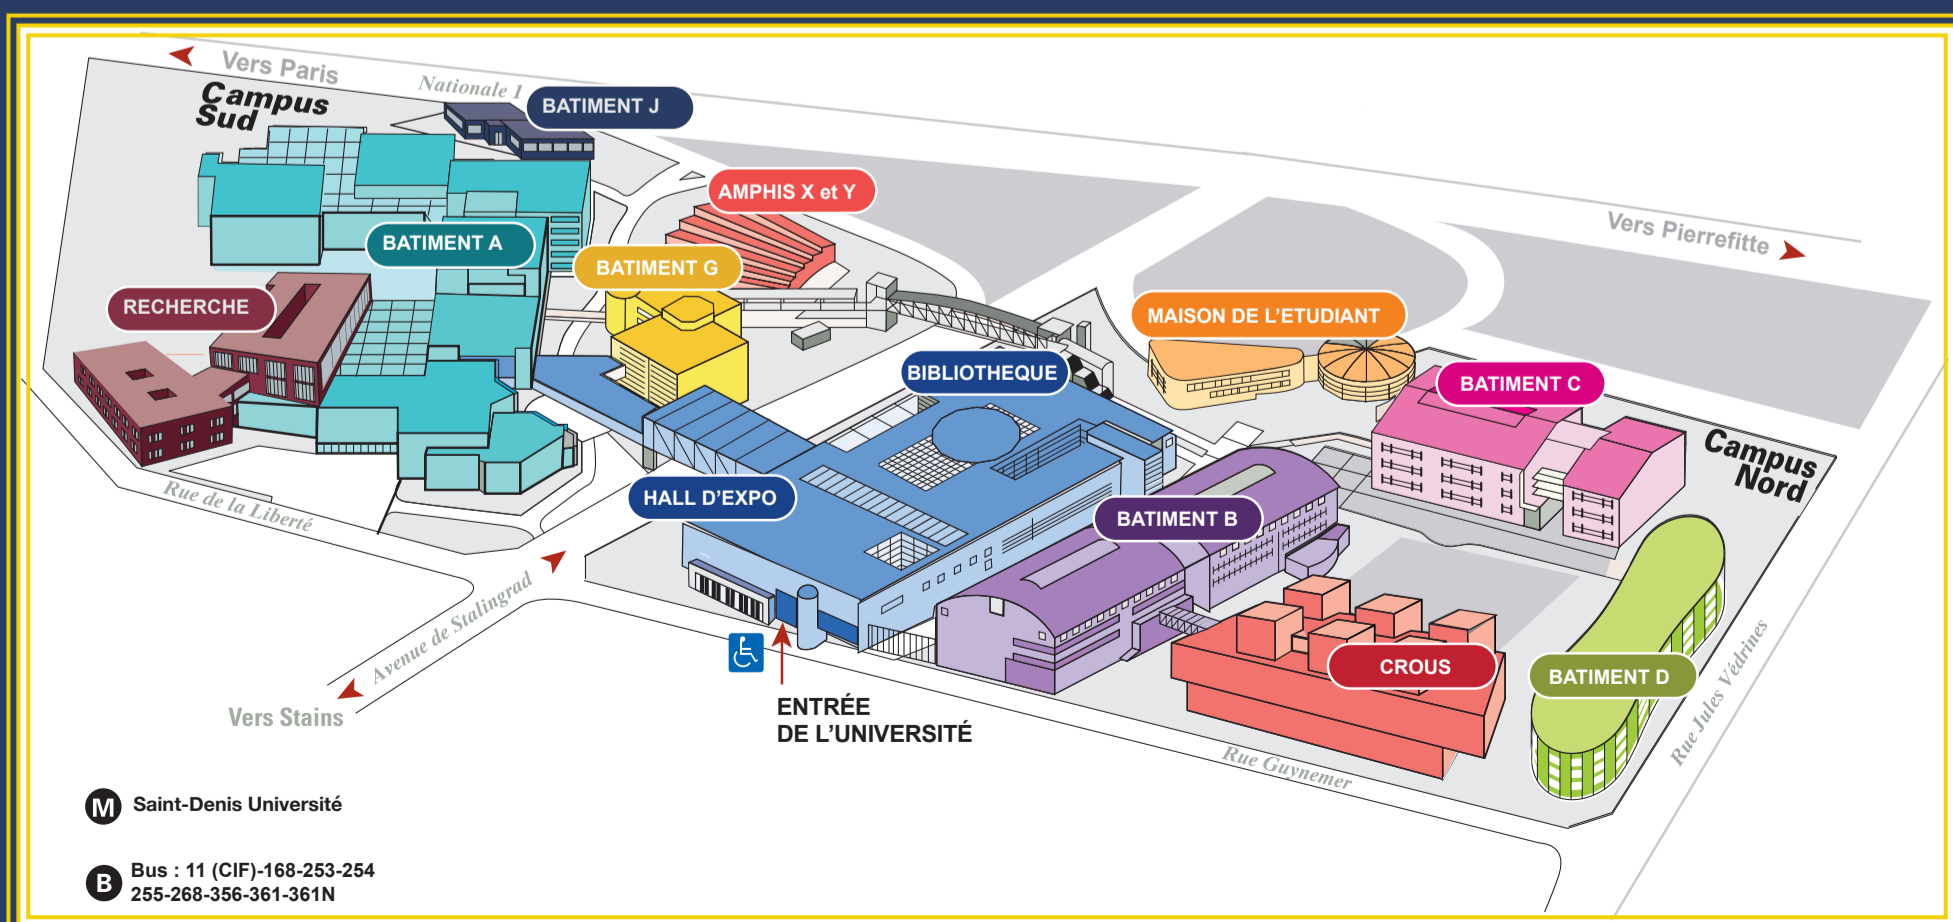 Vers Paris
Nationale 1
Campus
Sud
BATIMENT J
AMPHIS X et Y
Vers Pierrefitte
BATIMENT A
BATIMENT G
RECHERCHE
MAISON DE L'ETUDIANT
BIBLIOTHEQUE
BATIMENT C
Campus
Nord
Rue de la Liberté
HALL D'EXPO
BATIMENT B
Avenue de Stalingrad
CROUS
BATIMENT D
Rue Jules Védrines
Vers Stains
ENTRÉE
DE L'UNIVERSITÉ
Rue Guynemer
M Saint-Denis Université
B Bus : 11 (CIF)-168-253-254
255-268-356-361-361N